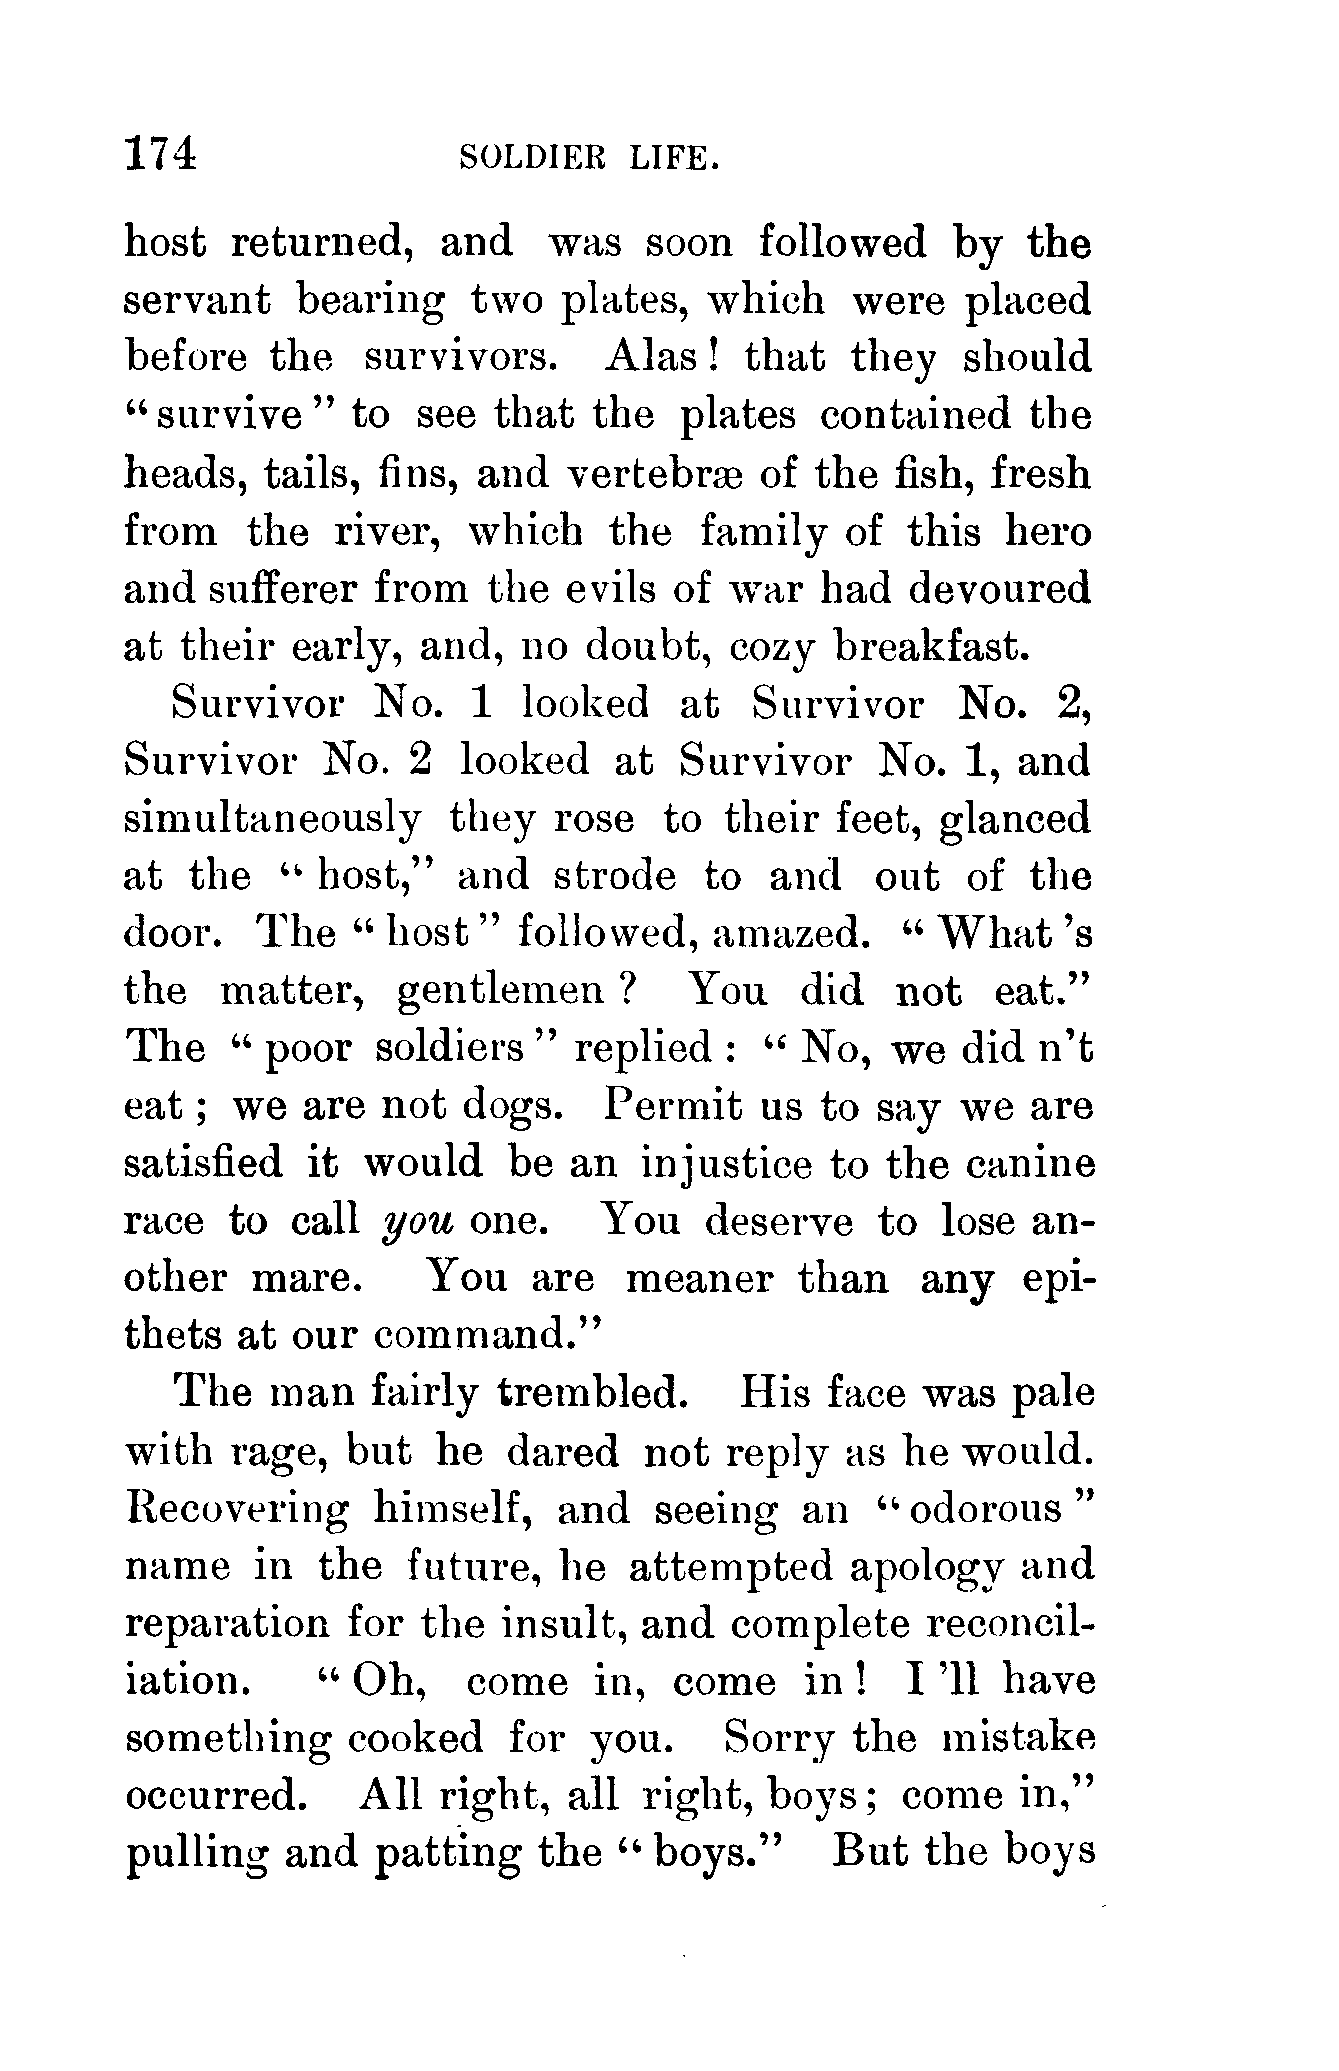 174 SOLDIER LIFE.
host returned, and was soon followed by the
servant bearing two plates, which were placed
before the survivors. Alas! that they should
"survive" to see that the plates contained the
heads, tails, fins, and vertebræ of the fish, fresh
from the river, which the family of this hero
and sufferer from the evils of war had devoured
at their early, and, no doubt, cozy breakfast.
Survivor No. 1 looked at Survivor No. 2,
Survivor No. 2 looked at Survivor No. 1, and
simultaneously they rose to their feet, glanced
at the "host," and strode to and out of the
door. The "host" followed, amazed. "What 's
the matter, gentlemen? You did not eat."
The "poor soldiers" replied: "No, we did n't
eat; we are not dogs. Permit us to say we are
satisfied it would be an injustice to the canine
race to call you one. You deserve to lose an-
other mare. You are meaner than any epi-
thets at our command."
The man fairly trembled. His face was pale
with rage, but he dared not reply as he would.
Recovering himself, and seeing an "odorous"
name in the future, he attempted apology and
reparation for the insult, and complete reconcil-
iation. "Oh, come in, come in! I 'll have
something cooked for you. Sorry the mistake
occurred. All right, all right, boys; come in,"
pulling and patting the "boys." But the boys